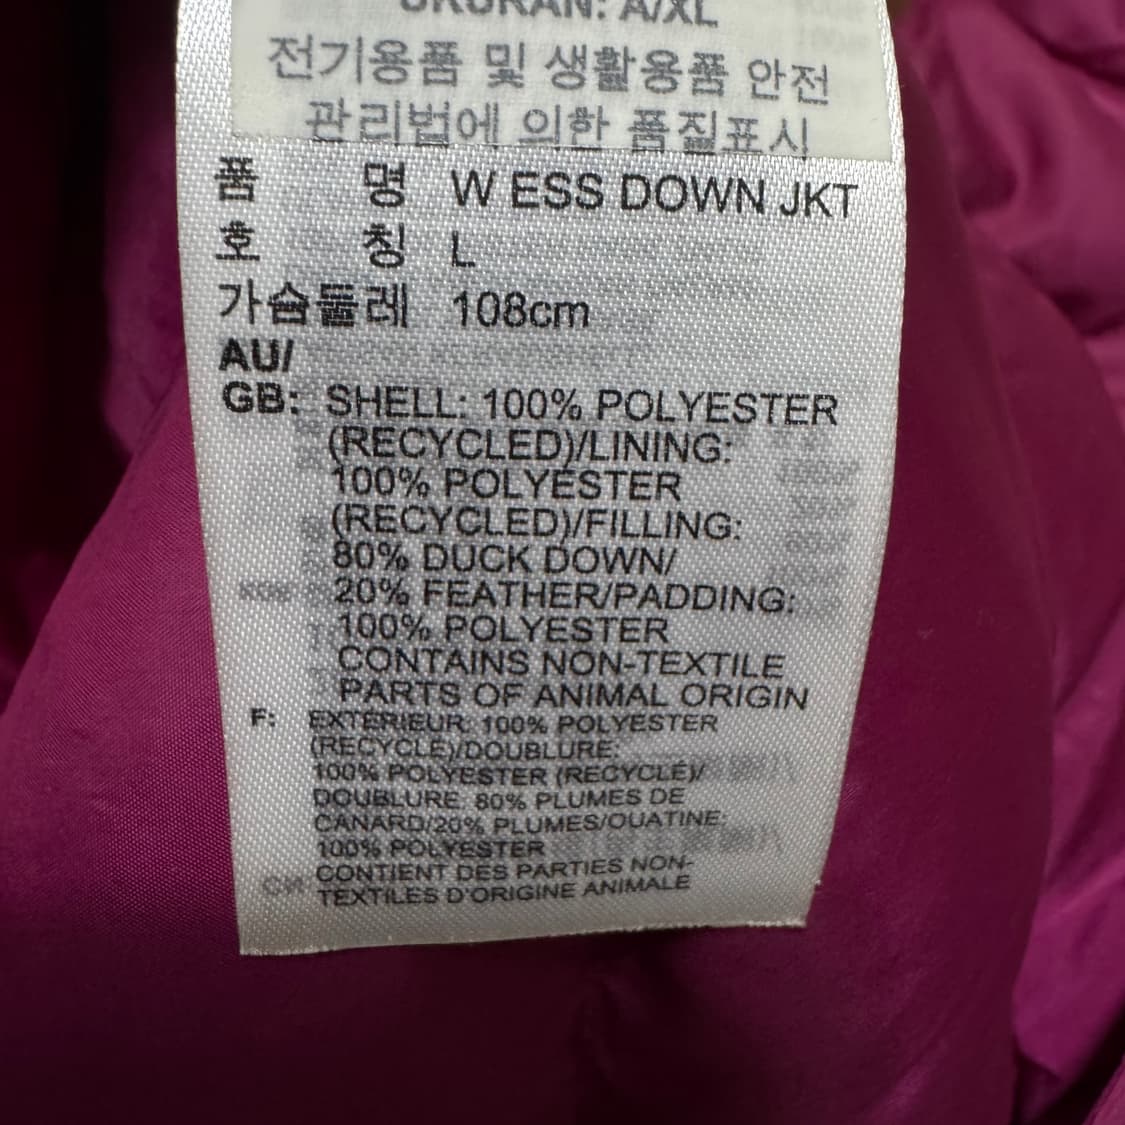 UKURAN: A/XL
전기용품 및 생활용품 안전
관리법에 의한 품질표시
품 명 W ESS DOWN JKT
호 칭 L
가슴둘레 108cm
AU/
GB: SHELL: 100% POLYESTER
(RECYCLED)/LINING:
100% POLYESTER
(RECYCLED)/FILLING:
80% DUCK DOWN/
20% FEATHER/PADDING:
100% POLYESTER
CONTAINS NON-TEXTILE
PARTS OF ANIMAL ORIGIN
F: EXTÉRIEUR: 100% POLYESTER
(RECYCLÉ)/DOUBLURE:
100% POLYESTER (RECYCLÉ)/
DOUBLURE: 80% PLUMES DE
CANARD/20% PLUMES/OUATINE:
100% POLYESTER
CONTIENT DES PARTIES NON-
TEXTILES D'ORIGINE ANIMALE